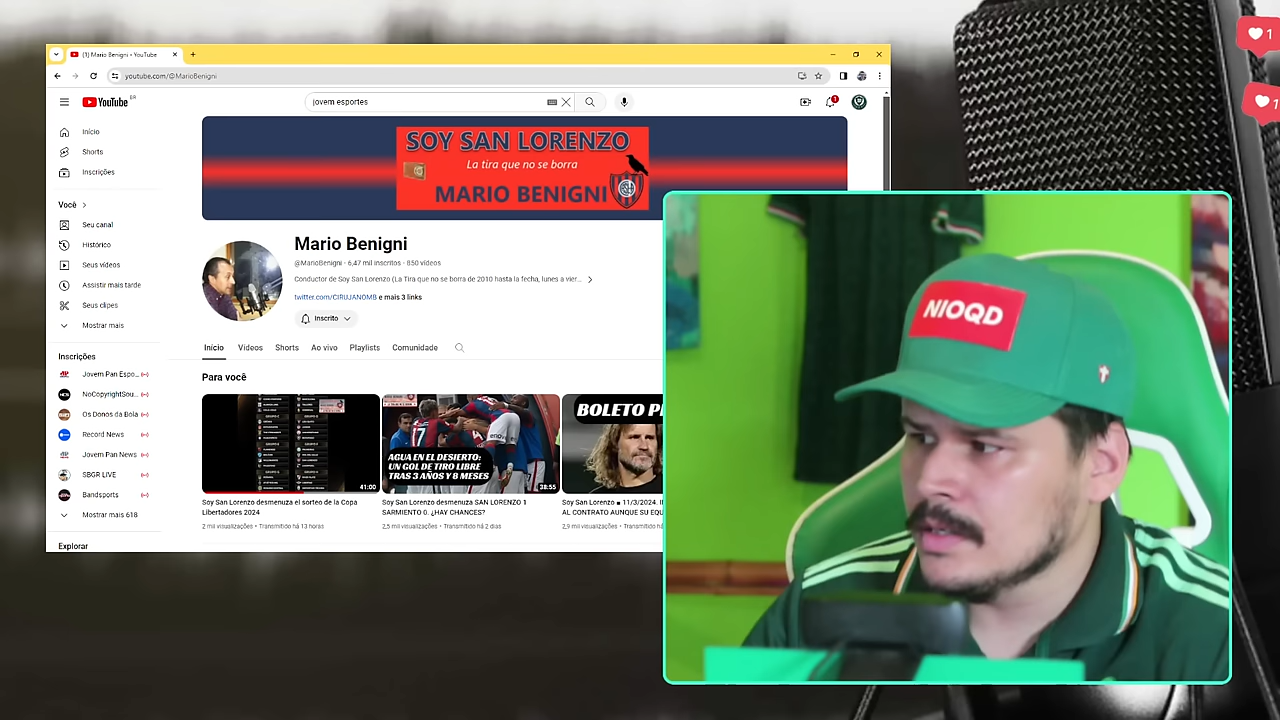 (1) Mario Benigni - YouTube
youtube.com/@MarioBenigni
YouTube BR
jovem esportes
Início
Shorts
Inscrições
Você
Seu canal
Histórico
Seus vídeos
Assistir mais tarde
Seus clipes
Mostrar mais
Inscrições
Jovem Pan Espo...
NoCopyrightSou...
Os Donos da Bola
Record News
Jovem Pan News
SBGR LIVE
Bandsports
Mostrar mais 618
Explorar
SOY SAN LORENZO
La tira que no se borra
MARIO BENIGNI
Mario Benigni
@MarioBenigni · 6,47 mil inscritos · 850 vídeos
Conductor de Soy San Lorenzo (La Tira que no se borra de 2010 hasta la fecha, lunes a vier...
twitter.com/CIRUJANOMB e mais 3 links
Inscrito
Início Vídeos Shorts Ao vivo Playlists Comunidade
Para você
41:00
AGUA EN EL DESIERTO:
UN GOL DE TIRO LIBRE
TRAS 3 AÑOS Y 8 MESES
17
38:55
BOLETO P
Soy San Lorenzo desmenuza el sorteo de la Copa
Libertadores 2024
2 mil visualizações • Transmitido há 13 horas
Soy San Lorenzo desmenuza SAN LORENZO 1
SARMIENTO 0. ¿HAY CHANCES?
2,5 mil visualizações • Transmitido há 2 dias
Soy San Lorenzo ■ 11/3/2024.
AL CONTRATO AUNQUE SU EQU
2,9 mil visualizações • Transmitido há
NIOQD
1
1